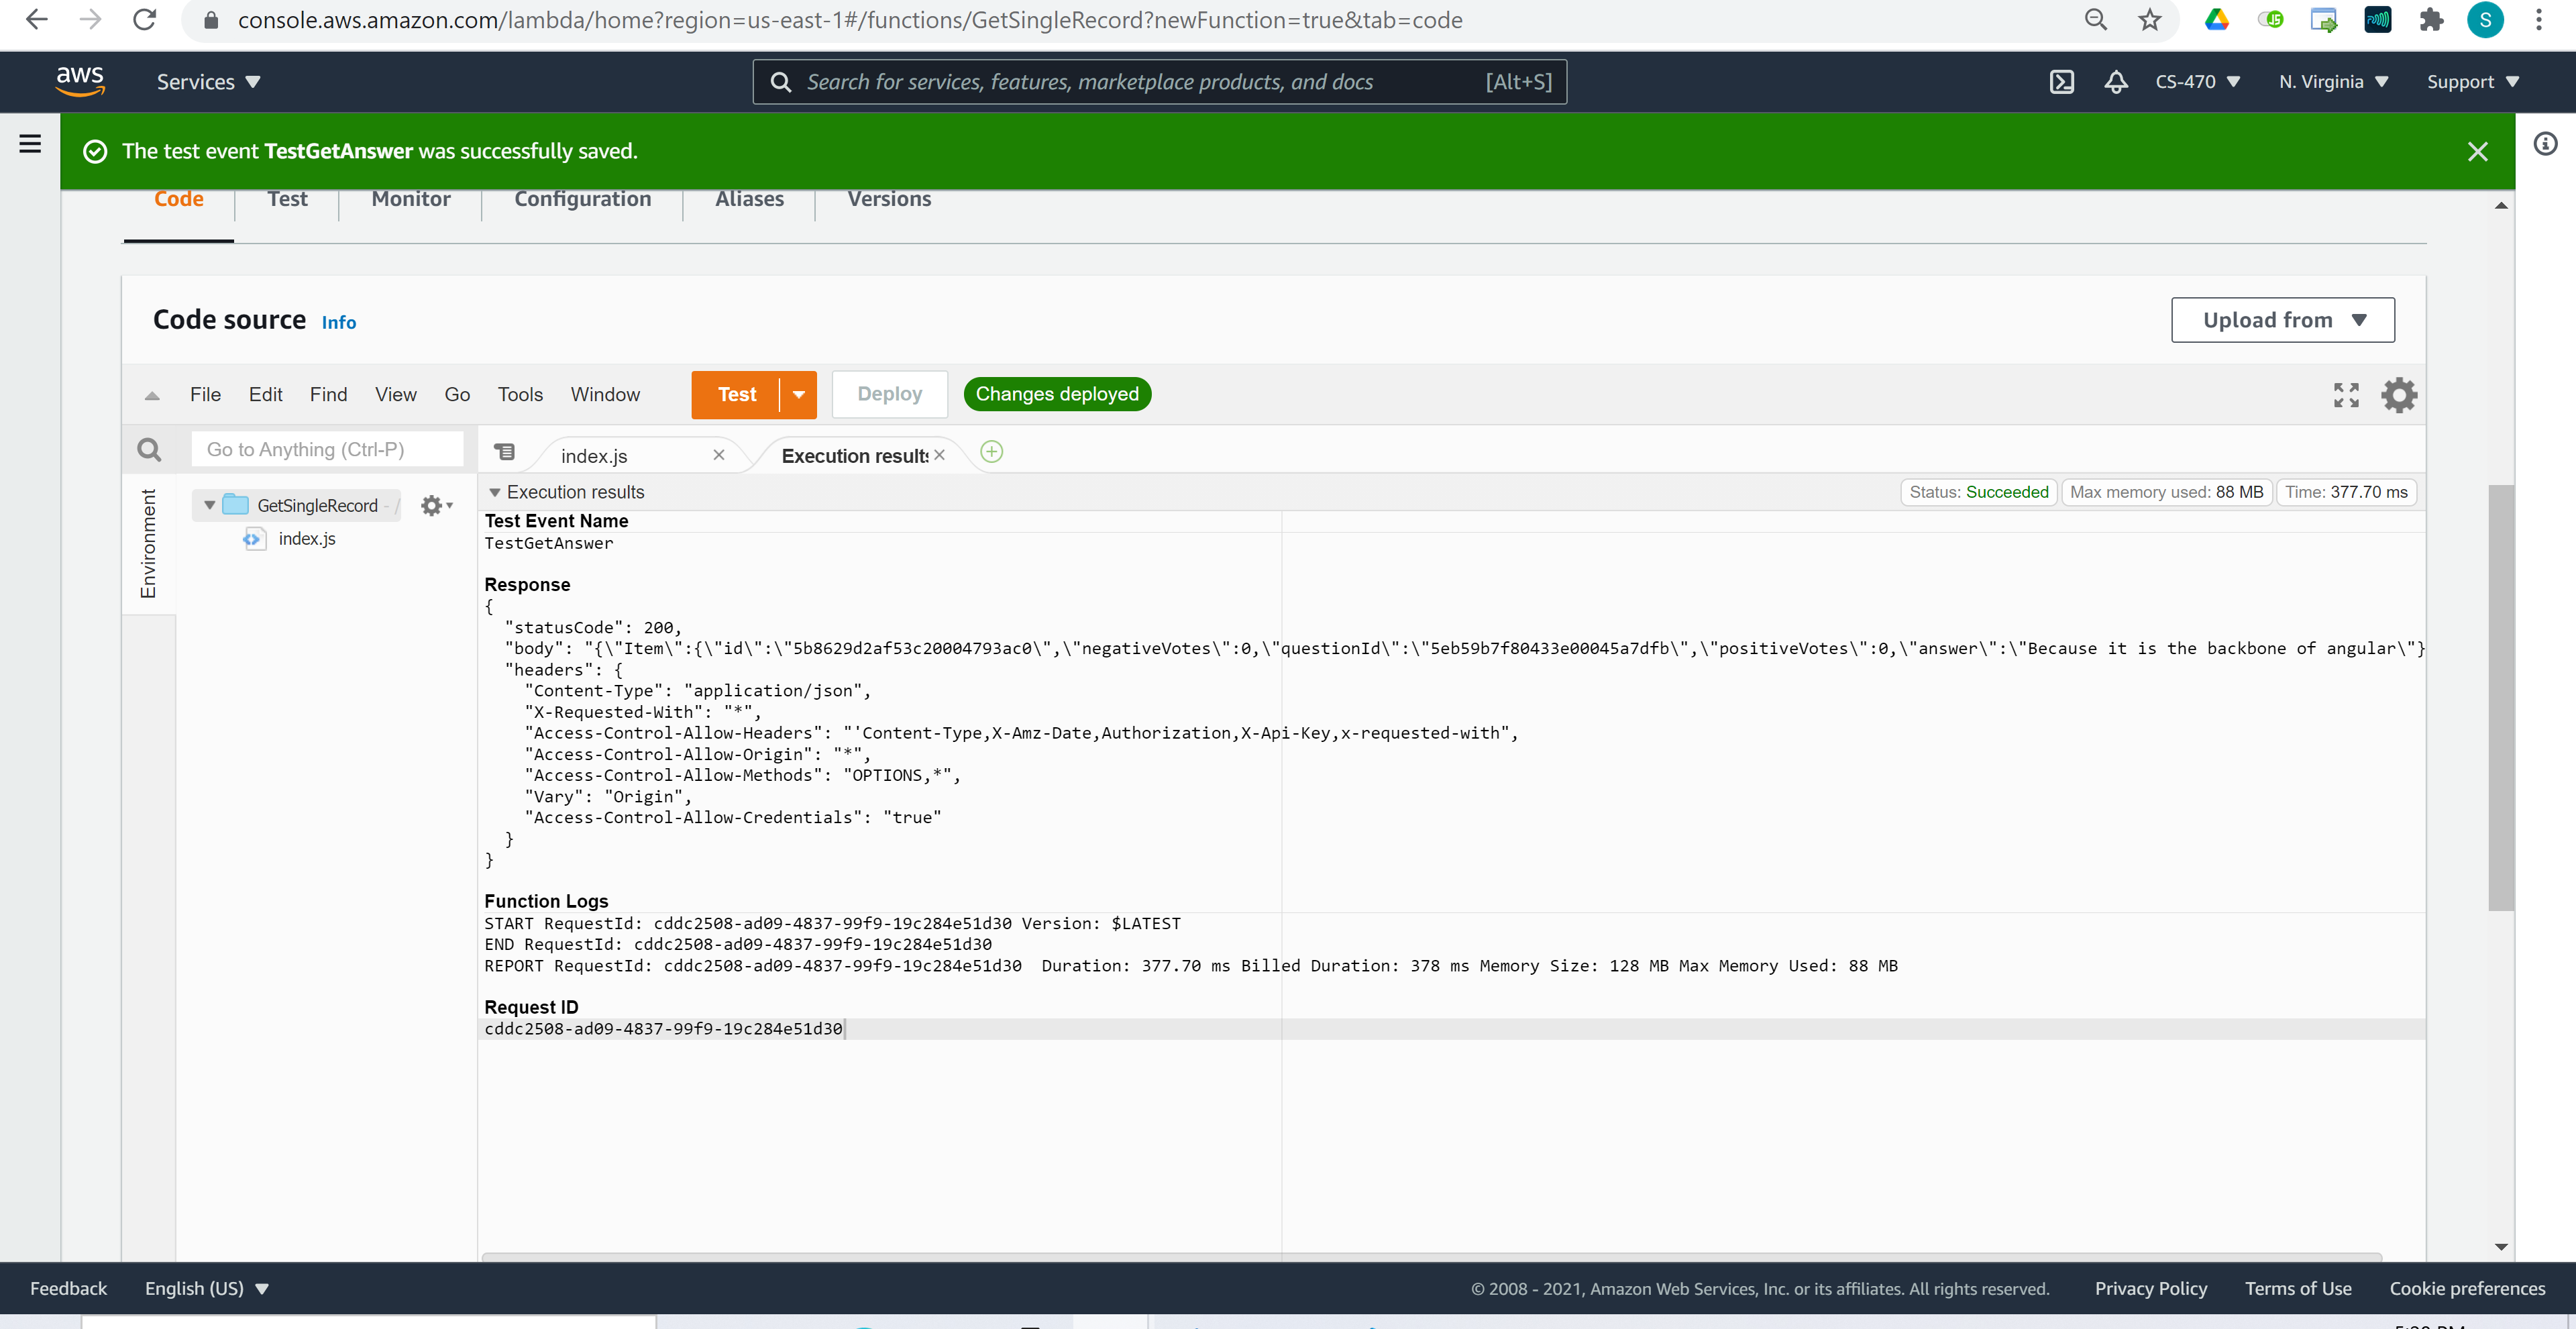 console.aws.amazon.com/lambda/home?region=us-east-1#/functions/GetSingleRecord?newFunction=true&tab=code
S
aws
Services
Search for services, features, marketplace products, and docs [Alt+S]
CS-470
N. Virginia
Support
The test event TestGetAnswer was successfully saved.
Code Test Monitor Configuration Aliases Versions
Code source Info
Upload from
File Edit Find View Go Tools Window
Test
Deploy
Changes deployed
Go to Anything (Ctrl-P)
index.js
Execution results
Environment
GetSingleRecord - /
index.js
Execution results
Status: Succeeded
Max memory used: 88 MB
Time: 377.70 ms
Test Event Name
TestGetAnswer
Response
{
"statusCode": 200,
"body": "{\"Item\":{\"id\":\"5b8629d2af53c20004793ac0\",\"negativeVotes\":0,\"questionId\":\"5eb59b7f80433e00045a7dfb\",\"positiveVotes\":0,\"answer\":\"Because it is the backbone of angular\"}
"headers": {
"Content-Type": "application/json",
"X-Requested-With": "*",
"Access-Control-Allow-Headers": "'Content-Type,X-Amz-Date,Authorization,X-Api-Key,x-requested-with",
"Access-Control-Allow-Origin": "*",
"Access-Control-Allow-Methods": "OPTIONS,*",
"Vary": "Origin",
"Access-Control-Allow-Credentials": "true"
}
}
Function Logs
START RequestId: cddc2508-ad09-4837-99f9-19c284e51d30 Version: $LATEST
END RequestId: cddc2508-ad09-4837-99f9-19c284e51d30
REPORT RequestId: cddc2508-ad09-4837-99f9-19c284e51d30 Duration: 377.70 ms Billed Duration: 378 ms Memory Size: 128 MB Max Memory Used: 88 MB
Request ID
cddc2508-ad09-4837-99f9-19c284e51d30
Feedback
English (US)
© 2008 - 2021, Amazon Web Services, Inc. or its affiliates. All rights reserved.
Privacy Policy
Terms of Use
Cookie preferences